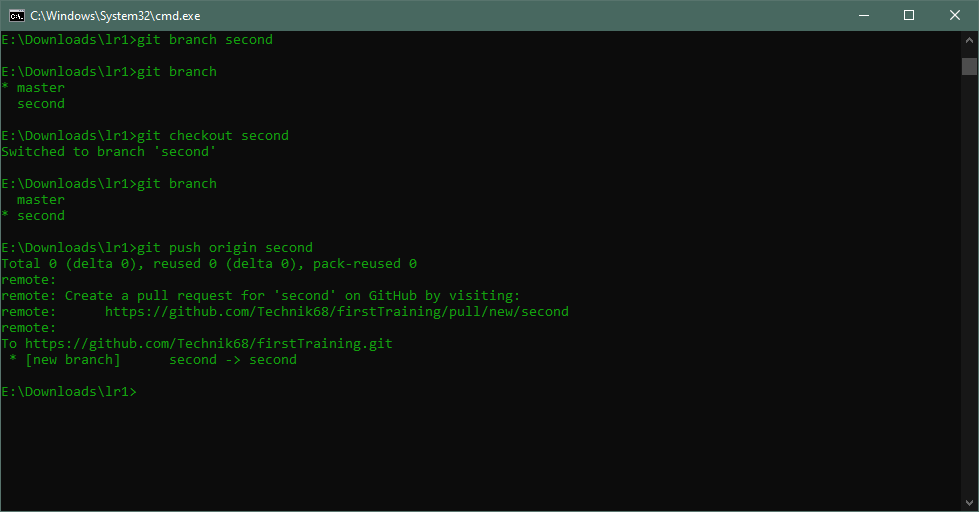 C:\Windows\System32\cmd.exe
E:\Downloads\lr1>git branch second
E:\Downloads\lr1>git branch
* master
  second
E:\Downloads\lr1>git checkout second
Switched to branch 'second'
E:\Downloads\lr1>git branch
  master
* second
E:\Downloads\lr1>git push origin second
Total 0 (delta 0), reused 0 (delta 0), pack-reused 0
remote:
remote: Create a pull request for 'second' on GitHub by visiting:
remote:      https://github.com/Technik68/firstTraining/pull/new/second
remote:
To https://github.com/Technik68/firstTraining.git
 * [new branch]      second -> second
E:\Downloads\lr1>